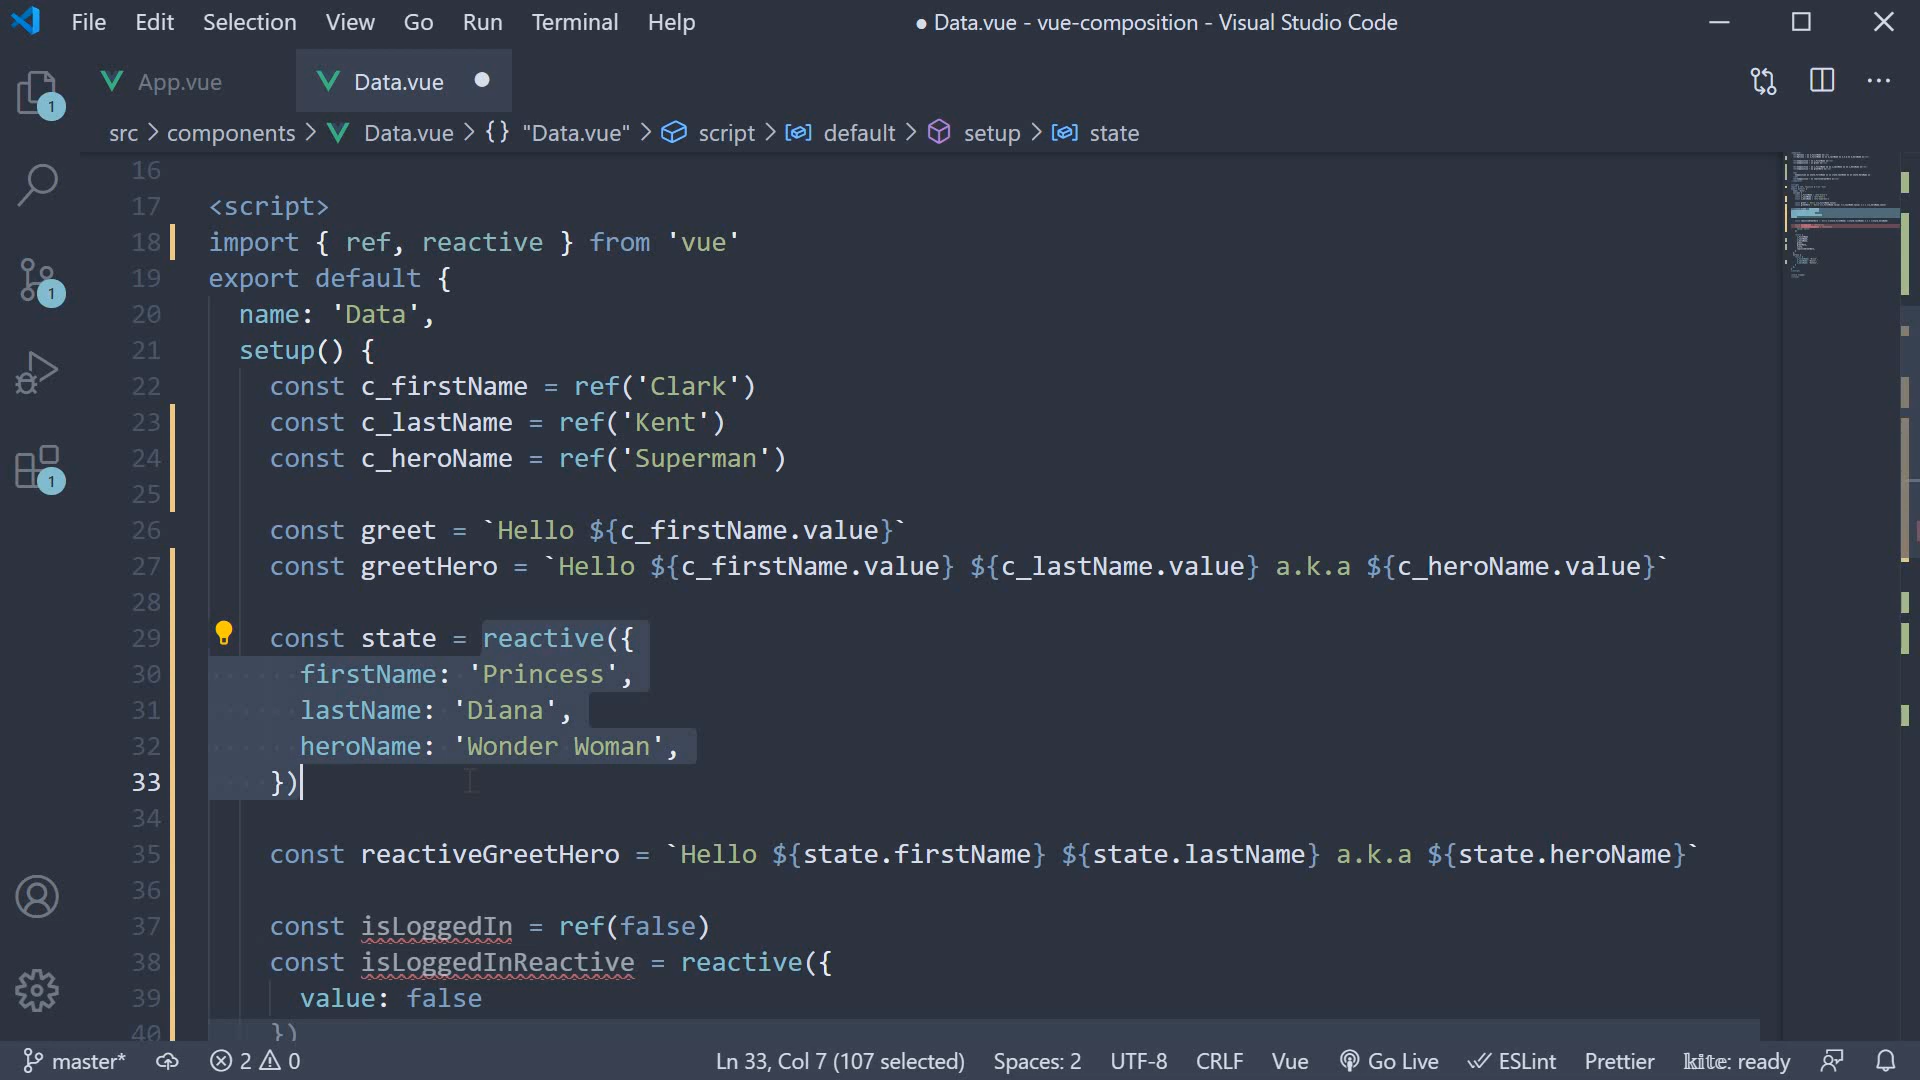 File Edit Selection View Go Run Terminal Help ● Data.vue - vue-composition - Visual Studio Code
App.vue Data.vue
src > components > Data.vue > {} "Data.vue" > script > default > setup > state
1
1
1
16
17 <script>
18 import { ref, reactive } from 'vue'
19 export default {
20 name: 'Data',
21 setup() {
22 const c_firstName = ref('Clark')
23 const c_lastName = ref('Kent')
24 const c_heroName = ref('Superman')
25
26 const greet = `Hello ${c_firstName.value}`
27 const greetHero = `Hello ${c_firstName.value} ${c_lastName.value} a.k.a ${c_heroName.value}`
28
29 const state = reactive({
30 firstName: 'Princess',
31 lastName: 'Diana',
32 heroName: 'Wonder Woman',
33 })
34
35 const reactiveGreetHero = `Hello ${state.firstName} ${state.lastName} a.k.a ${state.heroName}`
36
37 const isLoggedIn = ref(false)
38 const isLoggedInReactive = reactive({
39 value: false
40 })
master* 2 0 Ln 33, Col 7 (107 selected) Spaces: 2 UTF-8 CRLF Vue Go Live ESLint Prettier kite: ready